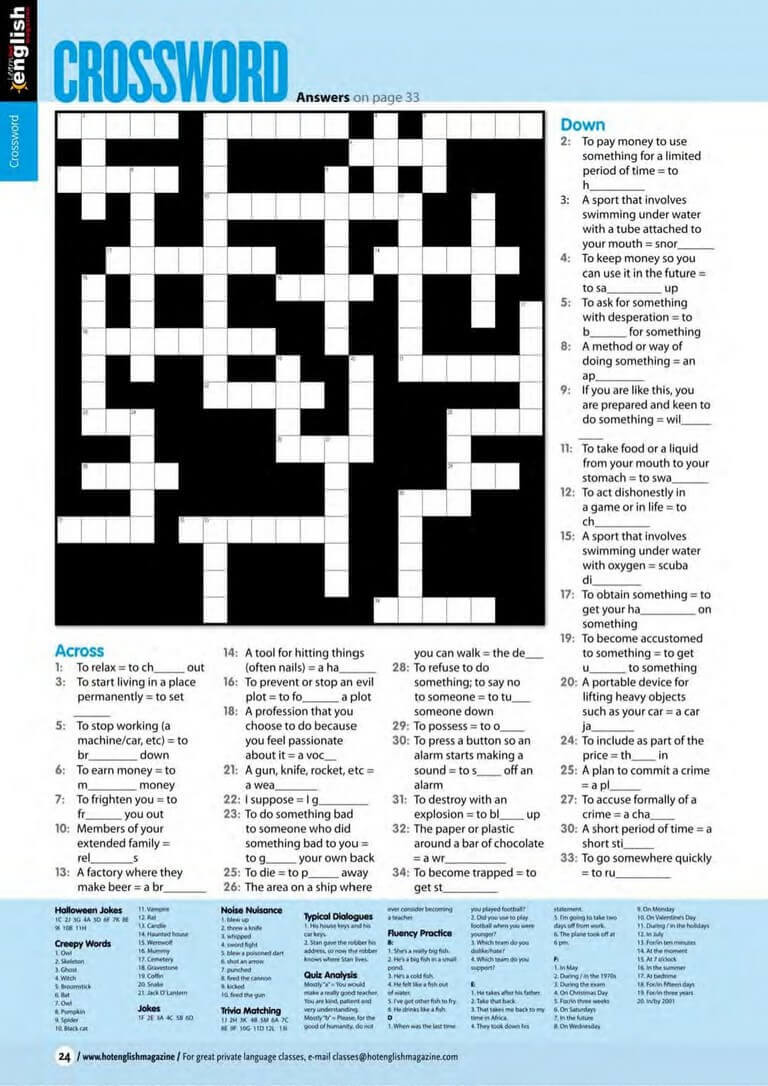 Learn hot
english
magazine
Crossword
CROSSWORD
Answers on page 33
Down
2: To pay money to use
something for a limited
period of time = to
h_________
3: A sport that involves
swimming under water
with a tube attached to
your mouth = snor______
4: To keep money so you
can use it in the future =
to sa_________ up
5: To ask for something
with desperation = to
b______ for something
8: A method or way of
doing something = an
ap________
9: If you are like this, you
are prepared and keen to
do something = wil_____
____
11: To take food or a liquid
from your mouth to your
stomach = to swa______
12: To act dishonestly in
a game or in life = to
ch_________
15: A sport that involves
swimming under water
with oxygen = scuba
di________
17: To obtain something = to
get your ha_________ on
something
19: To become accustomed
to something = to get
u______ to something
20: A portable device for
lifting heavy objects
such as your car = a car
ja_______
24: To include as part of the
price = th____ in
25: A plan to commit a crime
= a pl_____
27: To accuse formally of a
crime = a cha____
30: A short period of time = a
short sti_____
33: To go somewhere quickly
= to ru_________
Across
1: To relax = to ch_____ out
3: To start living in a place
permanently = to set
______
5: To stop working (a
machine/car, etc) = to
br________ down
6: To earn money = to
m________ money
7: To frighten you = to
fr_______ you out
10: Members of your
extended family =
rel_______s
13: A factory where they
make beer = a br_______
14: A tool for hitting things
(often nails) = a ha______
16: To prevent or stop an evil
plot = to fo_______ a plot
18: A profession that you
choose to do because
you feel passionate
about it = a voc__
21: A gun, knife, rocket, etc =
a wea_______
22: I suppose = I g________
23: To do something bad
to someone who did
something bad to you =
to g_____ your own back
25: To die = to p_____ away
26: The area on a ship where
you can walk = the de___
28: To refuse to do
something; to say no
to someone = to tu___
someone down
29: To possess = to o____
30: To press a button so an
alarm starts making a
sound = to s____ off an
alarm
31: To destroy with an
explosion = to bl____ up
32: The paper or plastic
around a bar of chocolate
= a wr__________
34: To become trapped = to
get st_________
Halloween Jokes
1C 2J 3G 4A 5D 6F 7K 8E
9I 10B 11H
Creepy Words
1. Owl
2. Skeleton
3. Ghost
4. Witch
5. Broomstick
6. Bat
7. Owl
8. Pumpkin
9. Spider
10. Black cat
11. Vampire
12. Rat
13. Candle
14. Haunted house
15. Werewolf
16. Mummy
17. Cemetery
18. Gravestone
19. Coffin
20. Snake
21. Jack O'Lantern
Jokes
1F 2E 3A 4C 5B 6D
Noise Nuisance
1. blew up
2. threw a knife
3. whipped
4. sword fight
5. blew a poisoned dart
6. shot an arrow
7. punched
8. fired the cannon
9. kicked
10. fired the gun
Trivia Matching
1J 2H 3K 4B 5M 6A 7C
8E 9F 10G 11D 12L 13I
Typical Dialogues
1. His house keys and his
car keys.
2. Stan gave the robber his
address, so now the robber
knows where Stan lives.
Quiz Analysis
Mostly "a" = You would
make a really good teacher.
You are kind, patient and
very understanding.
Mostly "b" = Please, for the
good of humanity, do not
ever consider becoming
a teacher.
Fluency Practice
B:
1. She's a really big fish.
2. He's a big fish in a small
pond.
3. He's a cold fish.
4. He felt like a fish out
of water.
5. I've got other fish to fry.
6. He drinks like a fish.
D
1. When was the last time
you played football?
2. Did you use to play
football when you were
younger?
3. Which team do you
dislike/hate?
4. Which team do you
support?
E
1. He takes after his father.
2. Take that back.
3. That takes me back to my
time in Africa.
4. They took down his
statement.
5. I'm going to take two
days off from work.
6. The plane took off at
6 pm.
F:
1. In May
2. During / in the 1970s
3. During the exam
4. On Christmas Day
5. For/in three weeks
6. On Saturdays
7. In the future
8. On Wednesday
9. On Monday
10. On Valentine's Day
11. During / in the holidays
12. In July
13. For/in ten minutes
14. At the moment
15. At 7 o'clock
16. In the summer
17. At bedtime
18. For/in fifteen days
19. For/in three years
20. In/by 2001
24 / www.hotenglishmagazine / For great private language classes, e-mail classes@hotenglishmagazine.com